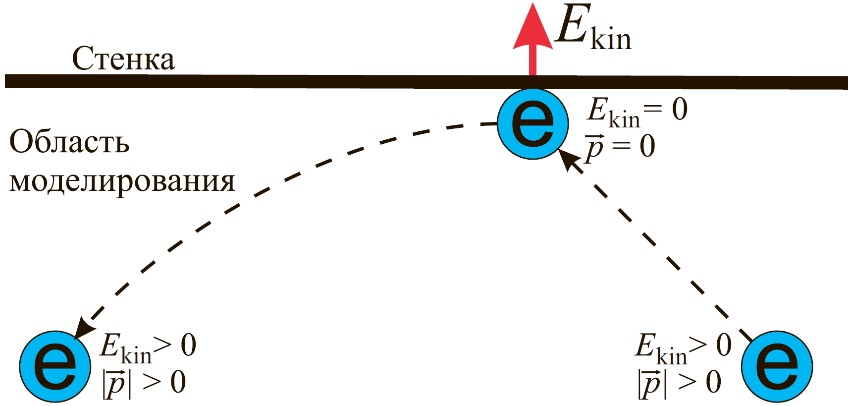 Стенка
E_kin
e
E_kin = 0
p⃗ = 0
Область
моделирования
e
E_kin > 0
|p⃗| > 0
E_kin > 0
|p⃗| > 0
e